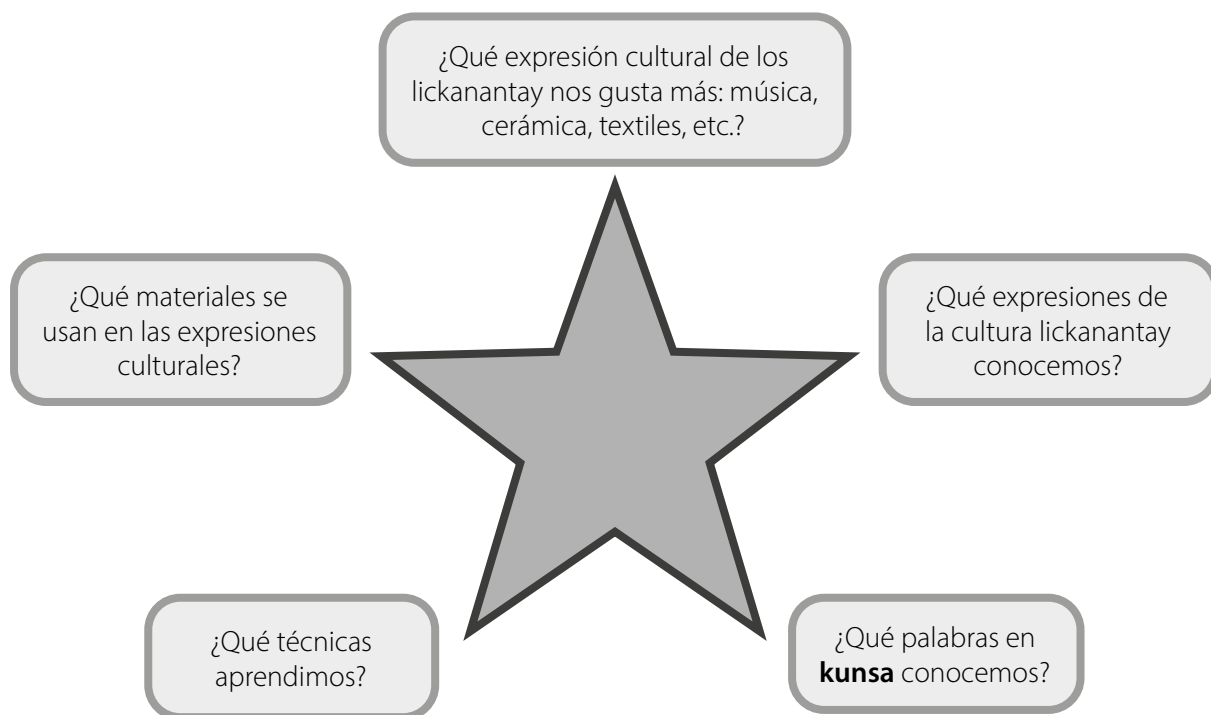 ¿Qué expresión cultural de los
lickanantay nos gusta más: música,
cerámica, textiles, etc.?
¿Qué materiales se
usan en las expresiones
culturales?
¿Qué expresiones de
la cultura lickanantay
conocemos?
¿Qué técnicas
aprendimos?
¿Qué palabras en
kunsa conocemos?